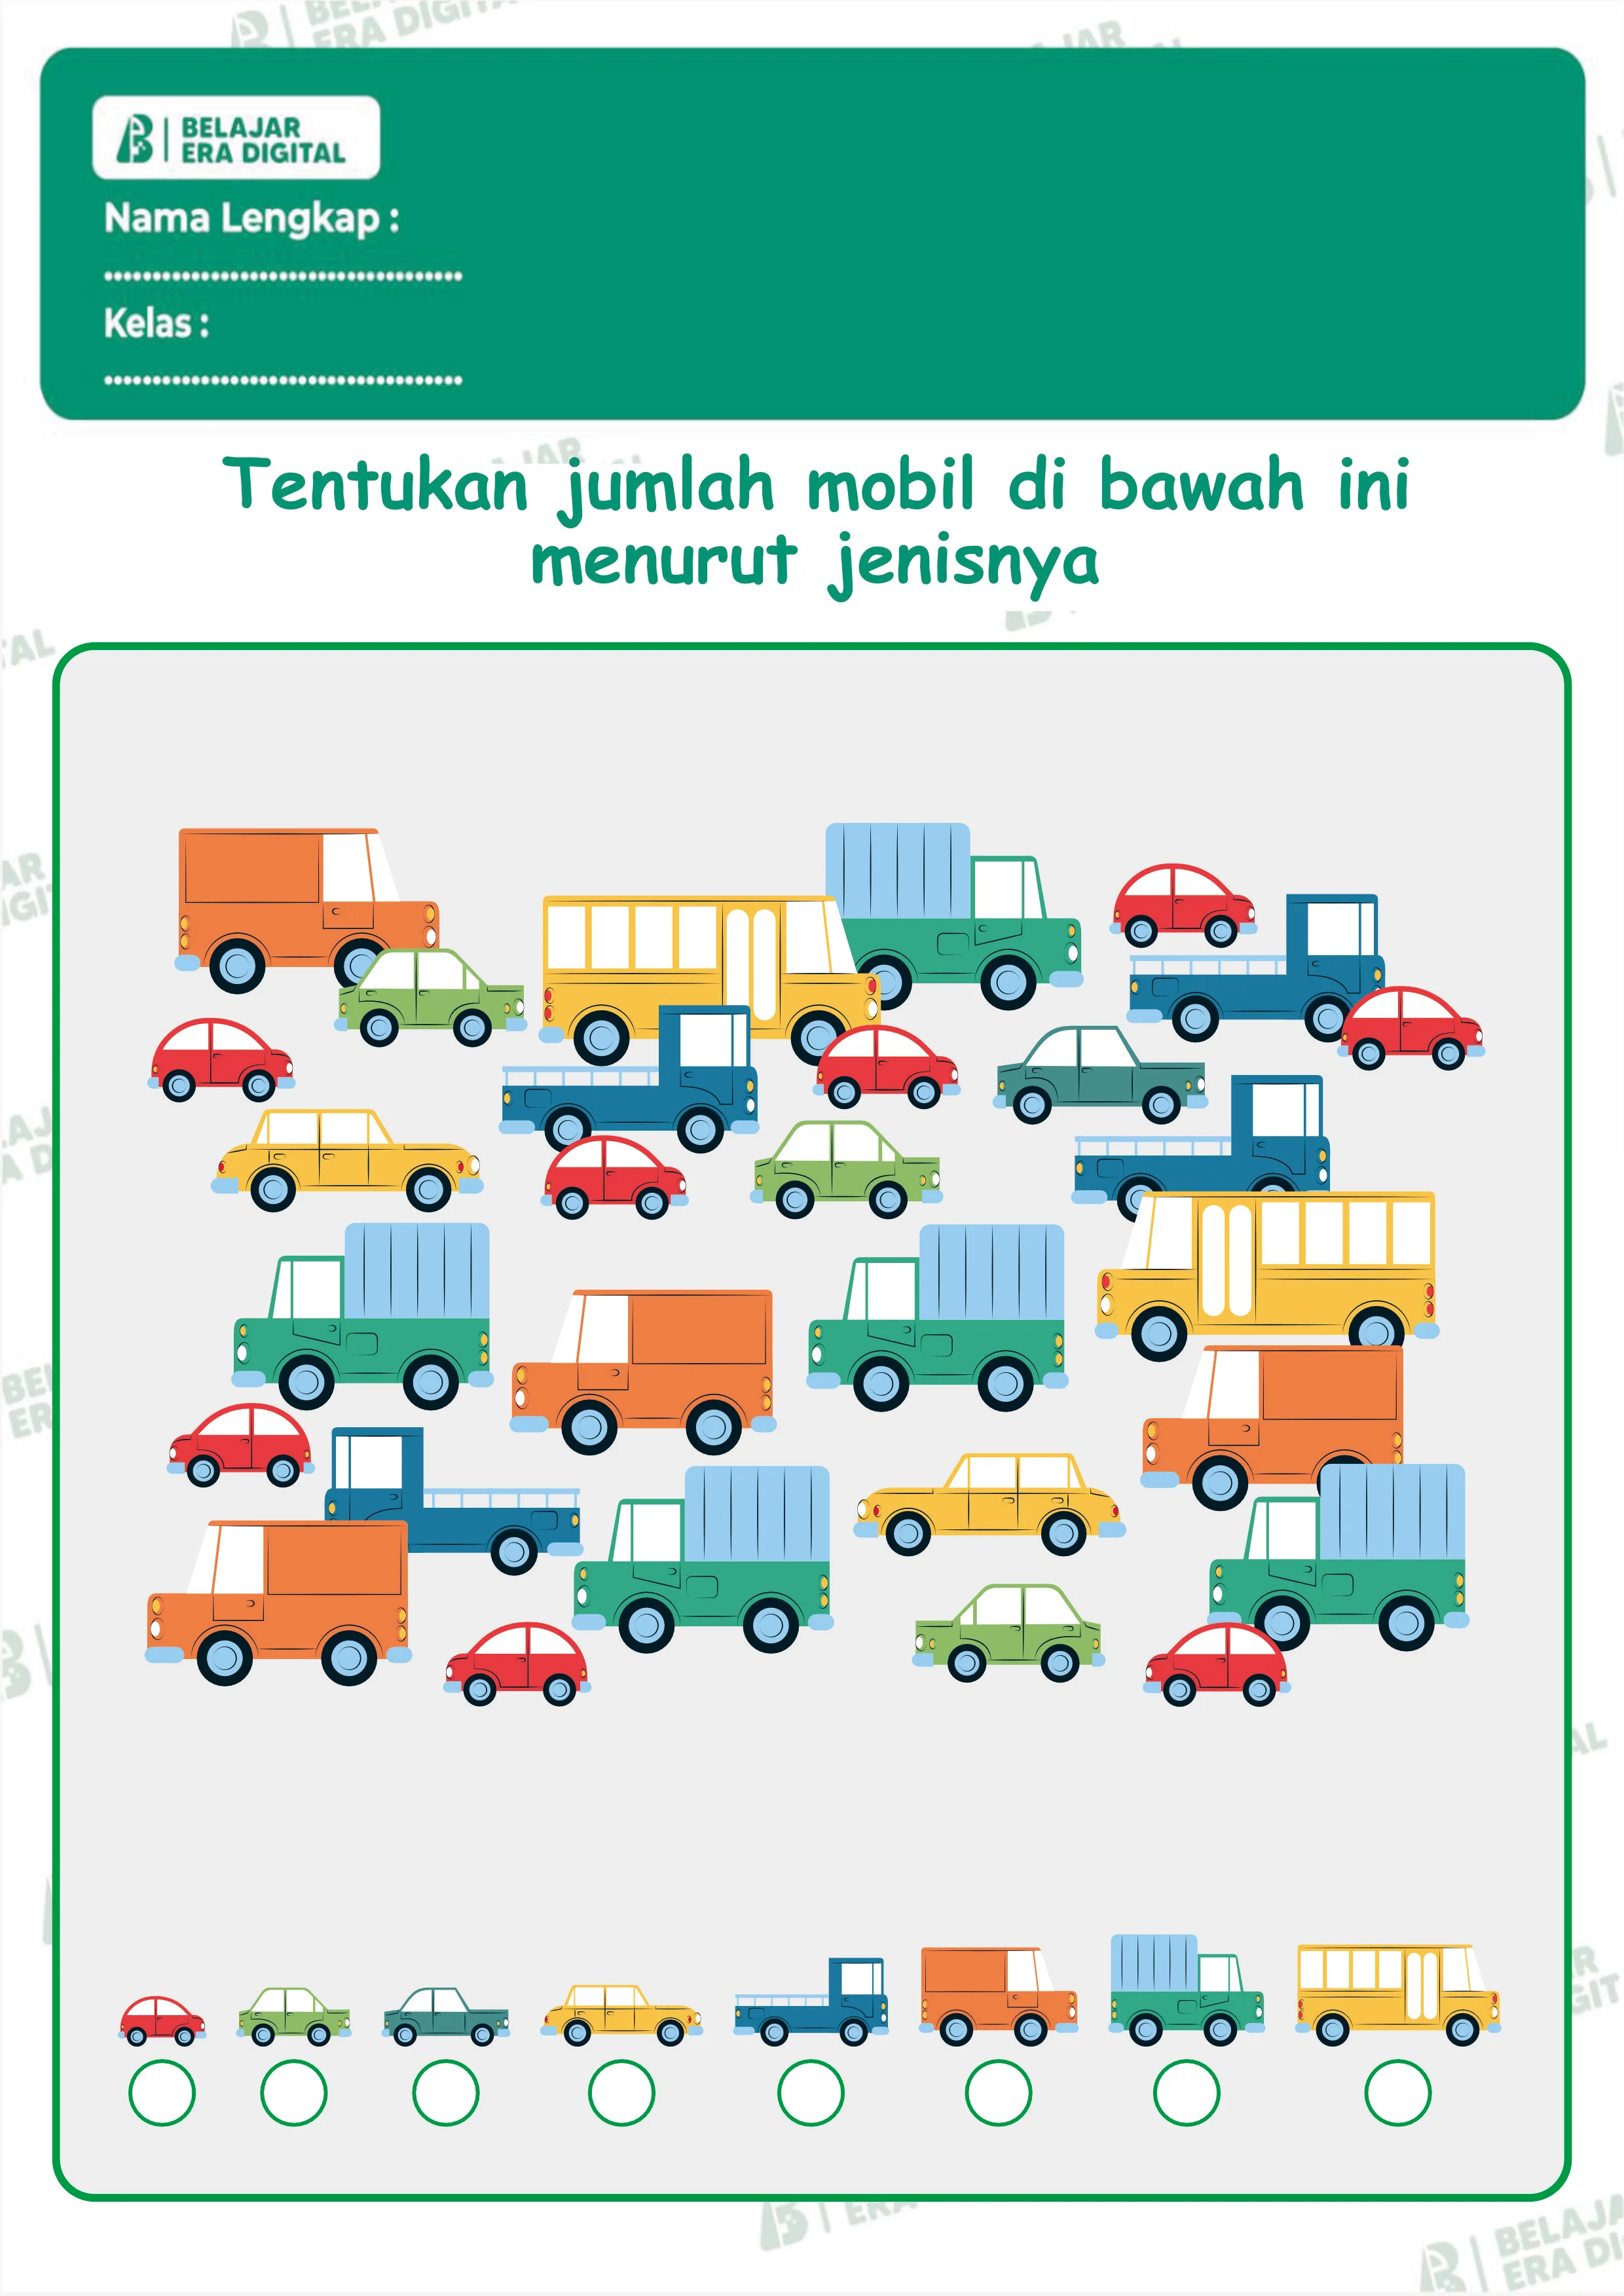 BELAJAR
ERA DIGITAL
Nama Lengkap :
.....................................
Kelas :
.....................................
Tentukan jumlah mobil di bawah ini
menurut jenisnya